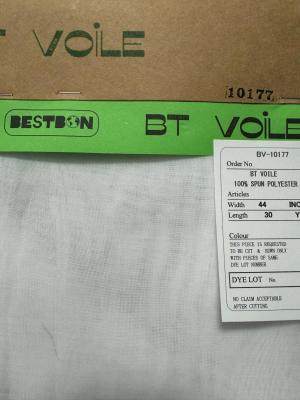 BT VOILE
10177
BESTBON BT VOILE
BV-10177
Order No
BT VOILE
100% SPUN POLYESTER
Articles
Width 44 INC
Length 30 Y
Colour
THIS PIECE IS REQUESTED
TO BE CUT & SEWN ONLY
WITH PIECES OF SAME
DYE LOT NUMBER
DYE LOT No.
NO CLAIM ACCEPTABLE
AFTER CUTTING